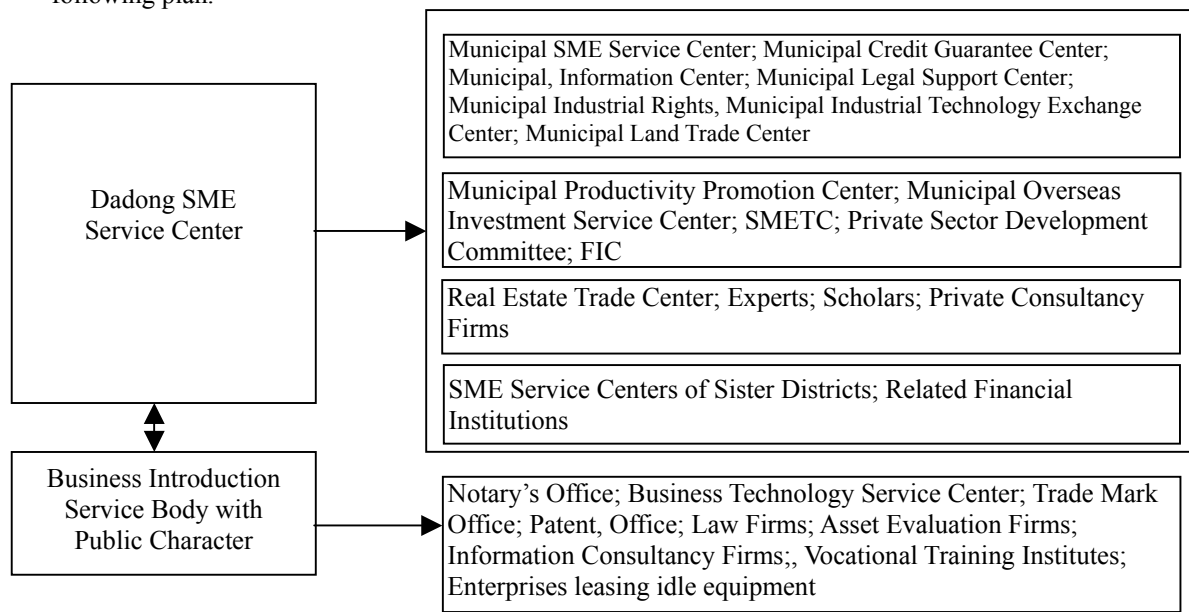 following plan.
Municipal SME Service Center; Municipal Credit Guarantee Center;
Municipal, Information Center; Municipal Legal Support Center;
Municipal Industrial Rights, Municipal Industrial Technology Exchange
Center; Municipal Land Trade Center
Dadong SME
Service Center
Municipal Productivity Promotion Center; Municipal Overseas
Investment Service Center; SMETC; Private Sector Development
Committee; FIC
Real Estate Trade Center; Experts; Scholars; Private Consultancy
Firms
SME Service Centers of Sister Districts; Related Financial
Institutions
Business Introduction
Service Body with
Public Character
Notary's Office; Business Technology Service Center; Trade Mark
Office; Patent, Office; Law Firms; Asset Evaluation Firms;
Information Consultancy Firms;, Vocational Training Institutes;
Enterprises leasing idle equipment